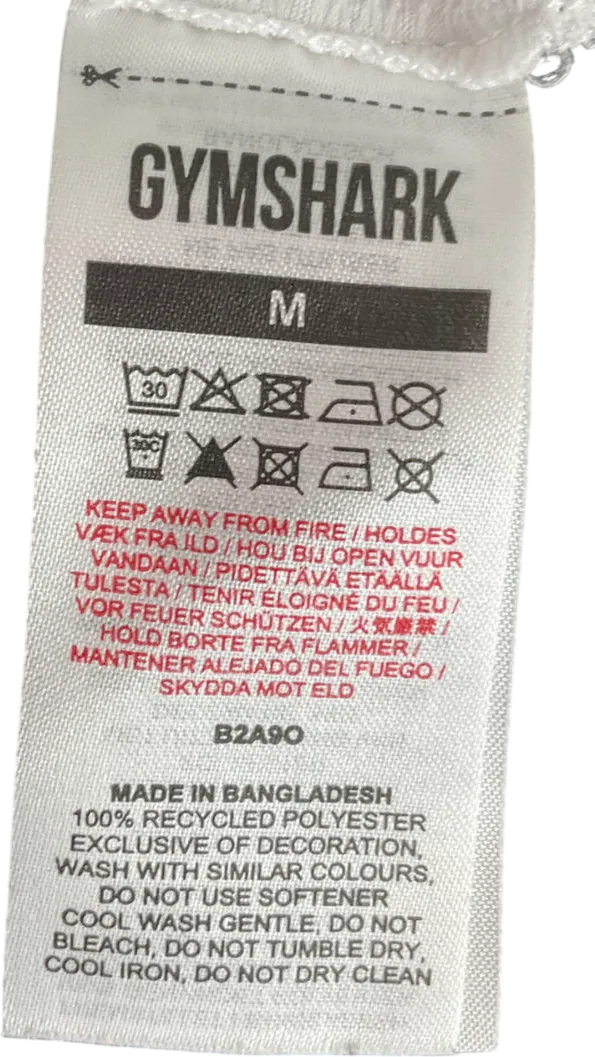 GYMSHARK
M
30
30C
KEEP AWAY FROM FIRE / HOLDES
VÆK FRA ILD / HOU BIJ OPEN VUUR
VANDAAN / PIDETTÄVÄ ETÄÄLLÄ
TULESTA / TENIR ELOIGNÉ DU FEU /
VOR FEUER SCHÜTZEN / 火気厳禁 /
HOLD BORTE FRA FLAMMER /
MANTENER ALEJADO DEL FUEGO /
SKYDDA MOT ELD
B2A9O
MADE IN BANGLADESH
100% RECYCLED POLYESTER
EXCLUSIVE OF DECORATION,
WASH WITH SIMILAR COLOURS,
DO NOT USE SOFTENER
COOL WASH GENTLE, DO NOT
BLEACH, DO NOT TUMBLE DRY,
COOL IRON, DO NOT DRY CLEAN